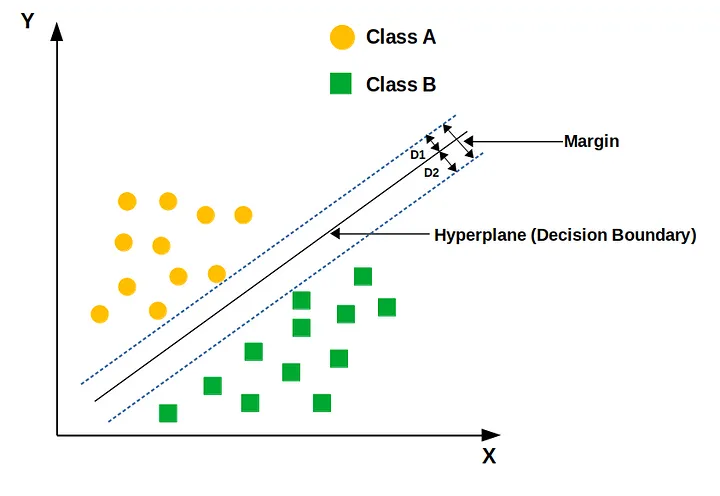 Y
Class A
Class B
Margin
D1
D2
Hyperplane (Decision Boundary)
X